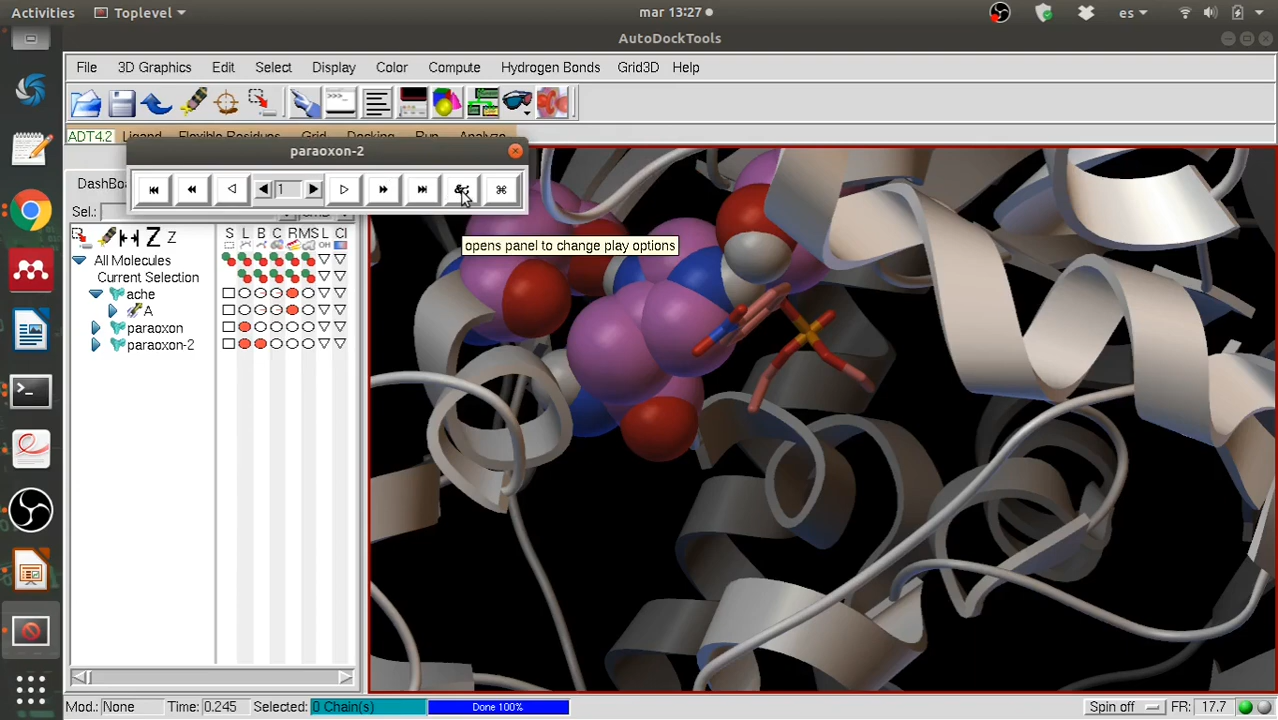 Activities Toplevel mar 13:27 es
AutoDockTools
File 3D Graphics Edit Select Display Color Compute Hydrogen Bonds Grid3D Help
>>>
ADT4.2 Ligand Flexible Residues Grid Docking Run Analyze
paraoxon-2
1
DashBoa
Sel.:
opens panel to change play options
S L B C R MS L Cl
All Molecules
Current Selection
ache
A
paraoxon
paraoxon-2
Mod.: None Time: 0.245 Selected: 0 Chain(s) Done 100% Spin off FR: 17.7